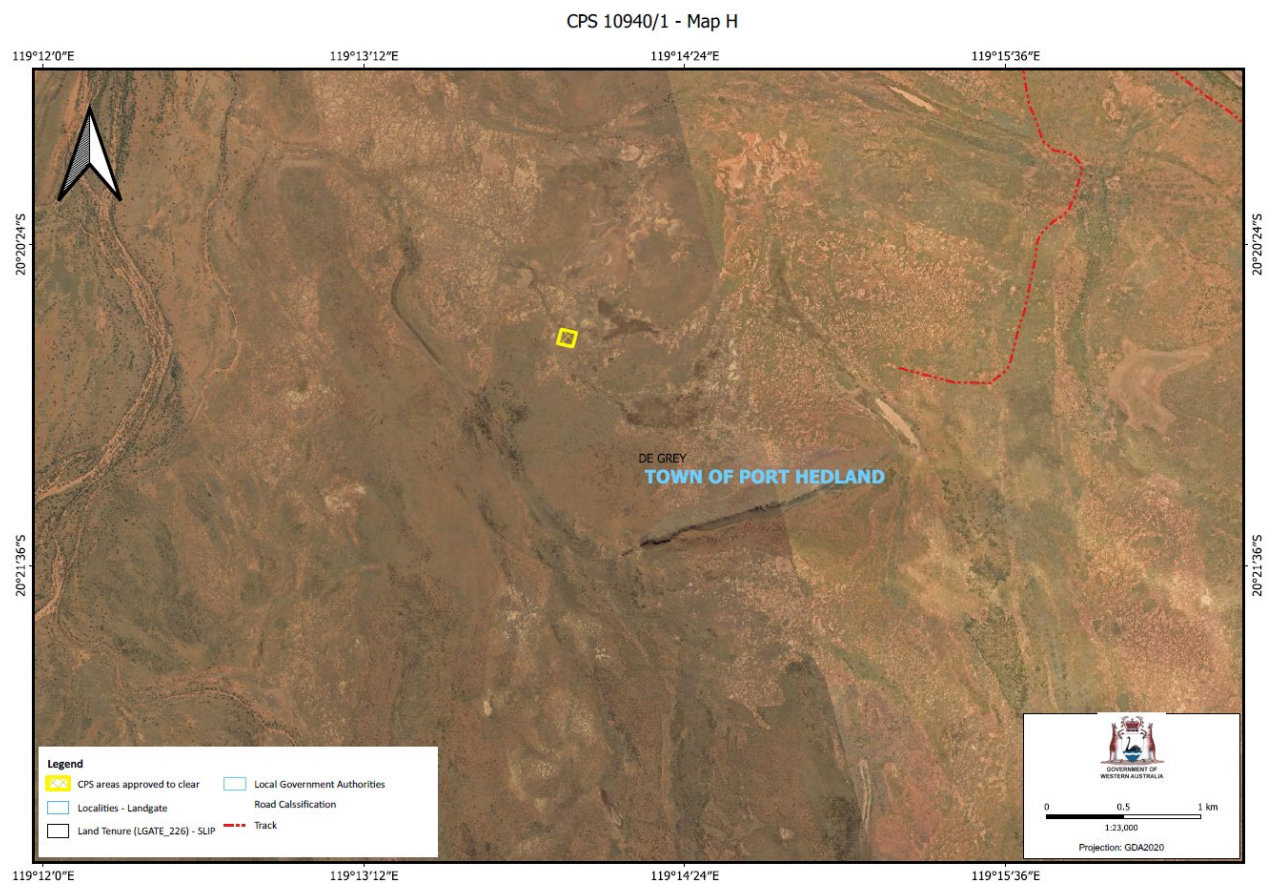 CPS 10940/1 - Map H
119°12′0″E
119°13′12″E
119°14′24″E
119°15′36″E
20°20′24″S
20°20′24″S
DE GREY
TOWN OF PORT HEDLAND
20°21′36″S
20°21′36″S
Legend
CPS areas approved to clear
Localities - Landgate
Land Tenure (LGATE_226) - SLIP
Local Government Authorities
Road Calssification
Track
GOVERNMENT OF
WESTERN AUSTRALIA
0 0.5 1 km
1:23,000
Projection: GDA2020
119°12′0″E
119°13′12″E
119°14′24″E
119°15′36″E